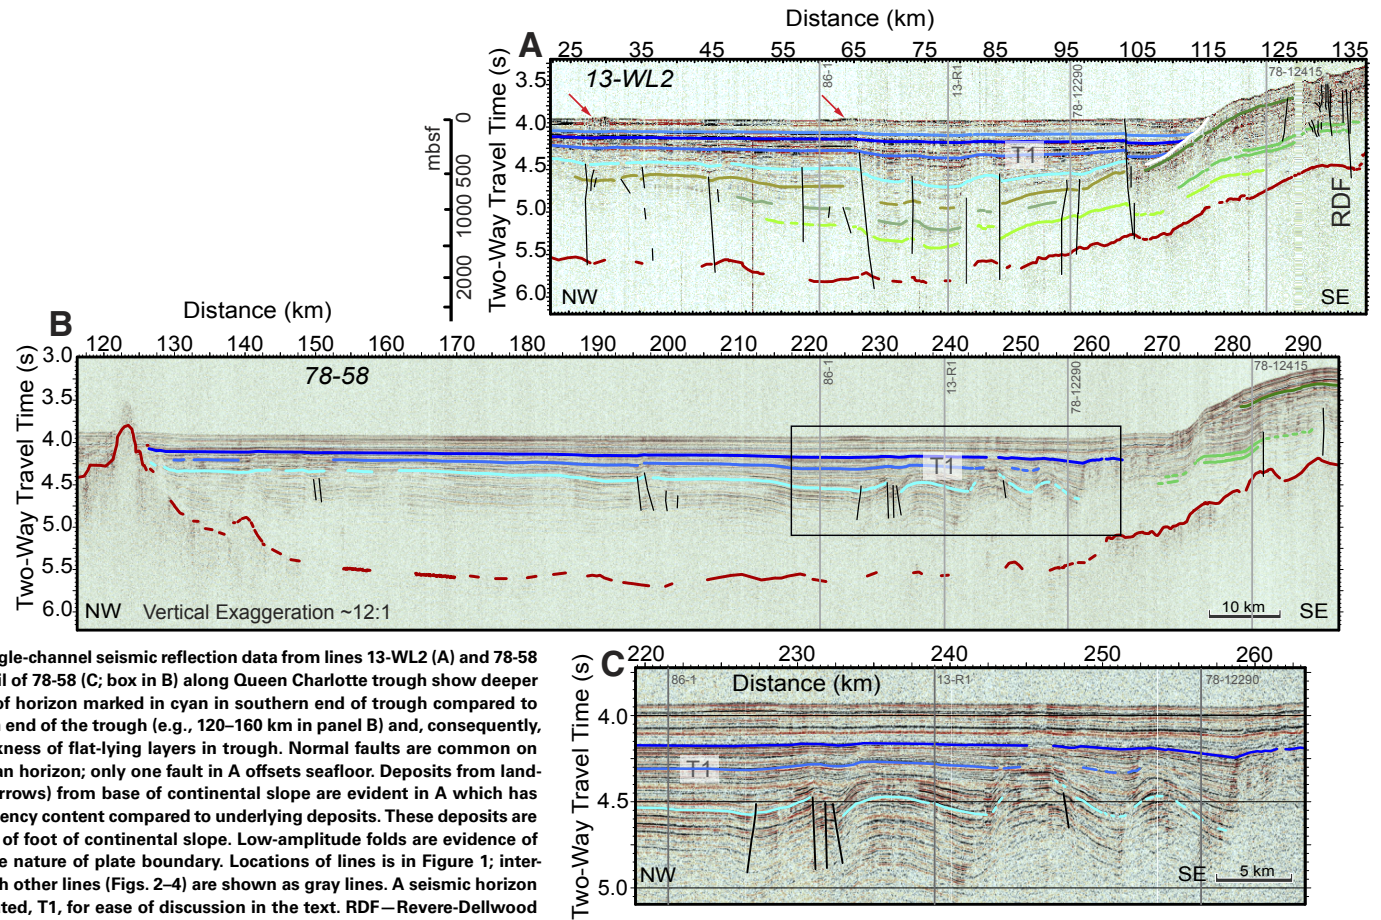 Distance (km)
A 25 35 45 55 65 75 85 95 105 115 125 135
Two-Way Travel Time (s)
3.5
4.0
4.5
5.0
5.5
6.0
mbsf
0
500
1000
2000
13-WL2
86-1
13-R1
78-12290
78-12415
T1
RDF
NW
SE
Distance (km)
B
120 130 140 150 160 170 180 190 200 210 220 230 240 250 260 270 280 290
Two-Way Travel Time (s)
3.0
3.5
4.0
4.5
5.0
5.5
6.0
78-58
86-1
13-R1
78-12290
78-12415
T1
NW Vertical Exaggeration ~12:1
10 km
SE
gle-channel seismic reflection data from lines 13-WL2 (A) and 78-58
il of 78-58 (C; box in B) along Queen Charlotte trough show deeper
of horizon marked in cyan in southern end of trough compared to
end of the trough (e.g., 120–160 km in panel B) and, consequently,
kness of flat-lying layers in trough. Normal faults are common on
an horizon; only one fault in A offsets seafloor. Deposits from land-
rrows) from base of continental slope are evident in A which has
ency content compared to underlying deposits. These deposits are
of foot of continental slope. Low-amplitude folds are evidence of
e nature of plate boundary. Locations of lines is in Figure 1; inter-
h other lines (Figs. 2–4) are shown as gray lines. A seismic horizon
ted, T1, for ease of discussion in the text. RDF—Revere-Dellwood
C
220 230 240 250 260
Distance (km)
Two-Way Travel Time (s)
4.0
4.5
5.0
86-1
13-R1
78-12290
T1
NW
SE
5 km